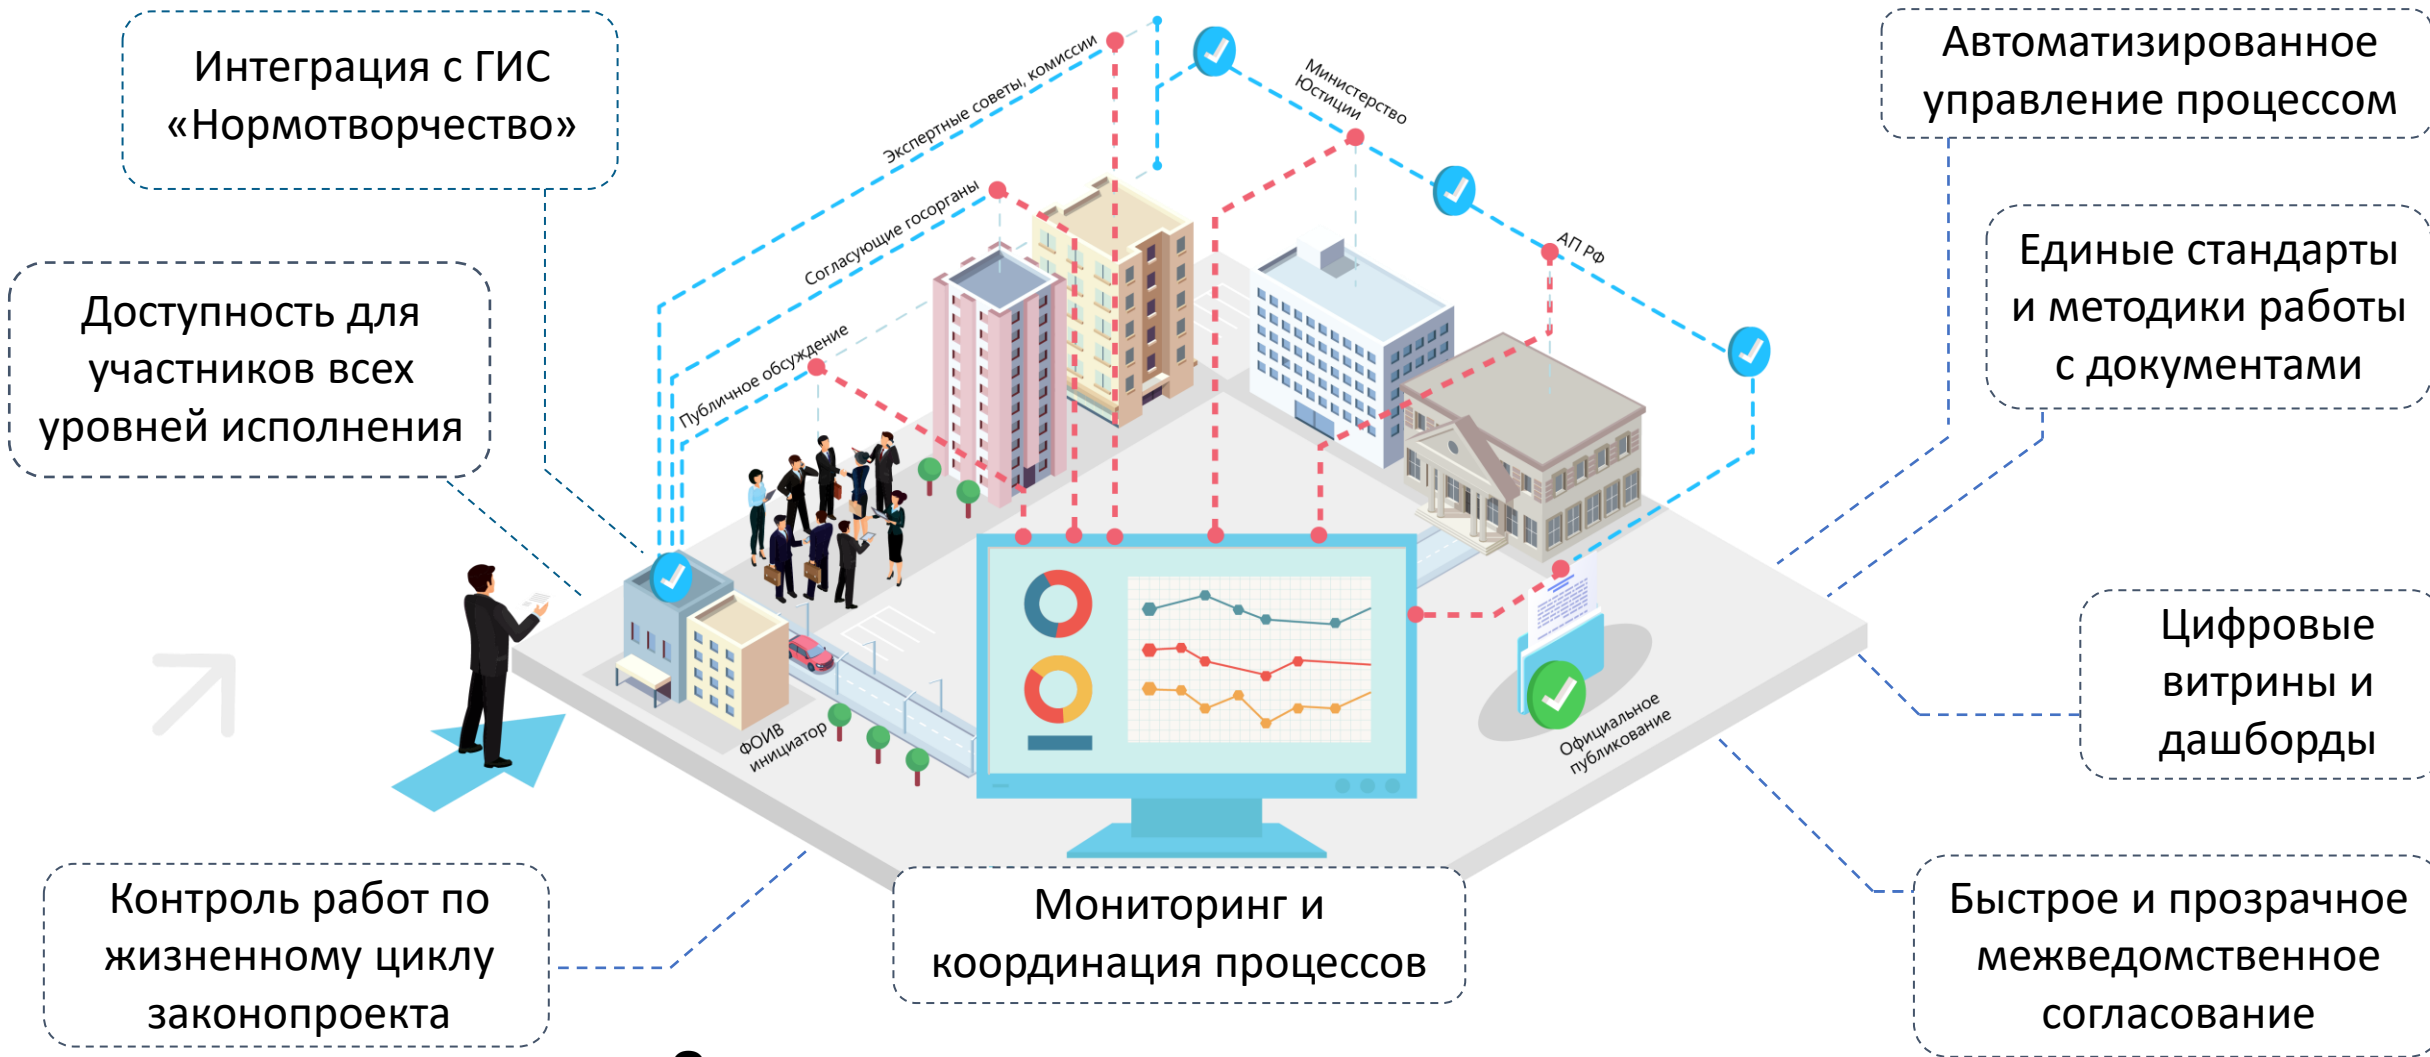 Интеграция с ГИС
«Нормотворчество»
Доступность для
участников всех
уровней исполнения
Контроль работ по
жизненному циклу
законопроекта
Экспертные советы, комиссии
Согласующие госорганы
Публичное обсуждение
Министерство
Юстиции
АП РФ
ФОИВ
инициатор
Официальное
публикование
Мониторинг и
координация процессов
Автоматизированное
управление процессом
Единые стандарты
и методики работы
с документами
Цифровые
витрины и
дашборды
Быстрое и прозрачное
межведомственное
согласование